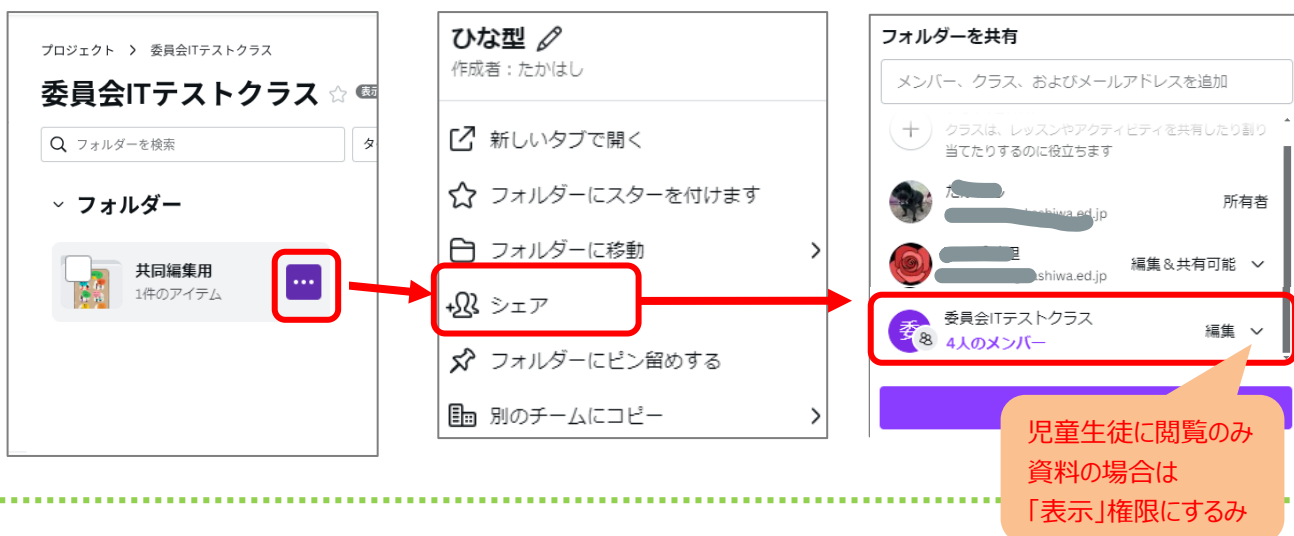 プロジェクト > 委員会ITテストクラス
委員会ITテストクラス
フォルダーを検索
タ
フォルダー
共同編集用
1件のアイテム
ひな型
作成者：たかはし
新しいタブで開く
フォルダーにスターを付けます
フォルダーに移動
シェア
フォルダーにピン留めする
別のチームにコピー
フォルダーを共有
メンバー、クラス、およびメールアドレスを追加
クラスは、レッスンやアクティビティを共有したり割り
当てたりするのに役立ちます
所有者
ed.jp
編集＆共有可能
shiwa.ed.jp
委 委員会ITテストクラス
4人のメンバー
編集
児童生徒に閲覧のみ
資料の場合は
「表示」権限にするみ